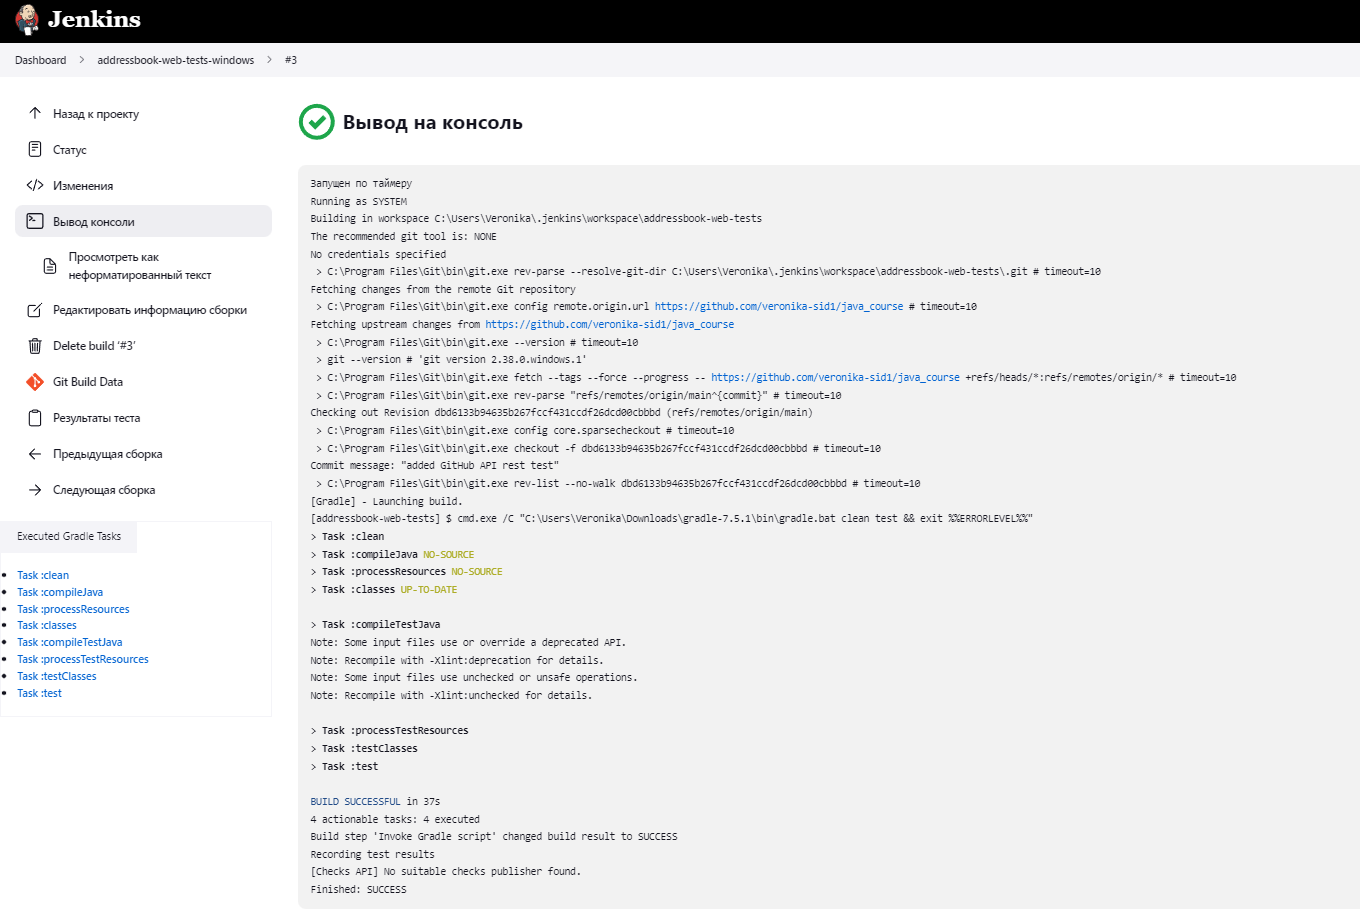 Jenkins
Dashboard > addressbook-web-tests-windows > #3
Назад к проекту
Статус
Изменения
Вывод консоли
Просмотреть как
неформатированный текст
Редактировать информацию сборки
Delete build ‘#3’
Git Build Data
Результаты теста
Предыдущая сборка
Следующая сборка
Executed Gradle Tasks
Task :clean
Task :compileJava
Task :processResources
Task :classes
Task :compileTestJava
Task :processTestResources
Task :testClasses
Task :test
Вывод на консоль
Запущен по таймеру
Running as SYSTEM
Building in workspace C:\Users\Veronika\.jenkins\workspace\addressbook-web-tests
The recommended git tool is: NONE
No credentials specified
> C:\Program Files\Git\bin\git.exe rev-parse --resolve-git-dir C:\Users\Veronika\.jenkins\workspace\addressbook-web-tests\.git # timeout=10
Fetching changes from the remote Git repository
> C:\Program Files\Git\bin\git.exe config remote.origin.url https://github.com/veronika-sid1/java_course # timeout=10
Fetching upstream changes from https://github.com/veronika-sid1/java_course
> C:\Program Files\Git\bin\git.exe --version # timeout=10
> git --version # 'git version 2.38.0.windows.1'
> C:\Program Files\Git\bin\git.exe fetch --tags --force --progress -- https://github.com/veronika-sid1/java_course +refs/heads/*:refs/remotes/origin/* # timeout=10
> C:\Program Files\Git\bin\git.exe rev-parse "refs/remotes/origin/main^{commit}" # timeout=10
Checking out Revision dbd6133b94635b267fccf431ccdf26dcd00cbbbd (refs/remotes/origin/main)
> C:\Program Files\Git\bin\git.exe config core.sparsecheckout # timeout=10
> C:\Program Files\Git\bin\git.exe checkout -f dbd6133b94635b267fccf431ccdf26dcd00cbbbd # timeout=10
Commit message: "added GitHub API rest test"
> C:\Program Files\Git\bin\git.exe rev-list --no-walk dbd6133b94635b267fccf431ccdf26dcd00cbbbd # timeout=10
[Gradle] - Launching build.
[addressbook-web-tests] $ cmd.exe /C "C:\Users\Veronika\Downloads\gradle-7.5.1\bin\gradle.bat clean test && exit %%ERRORLEVEL%%"
> Task :clean
> Task :compileJava NO-SOURCE
> Task :processResources NO-SOURCE
> Task :classes UP-TO-DATE
> Task :compileTestJava
Note: Some input files use or override a deprecated API.
Note: Recompile with -Xlint:deprecation for details.
Note: Some input files use unchecked or unsafe operations.
Note: Recompile with -Xlint:unchecked for details.
> Task :processTestResources
> Task :testClasses
> Task :test
BUILD SUCCESSFUL in 37s
4 actionable tasks: 4 executed
Build step 'Invoke Gradle script' changed build result to SUCCESS
Recording test results
[Checks API] No suitable checks publisher found.
Finished: SUCCESS